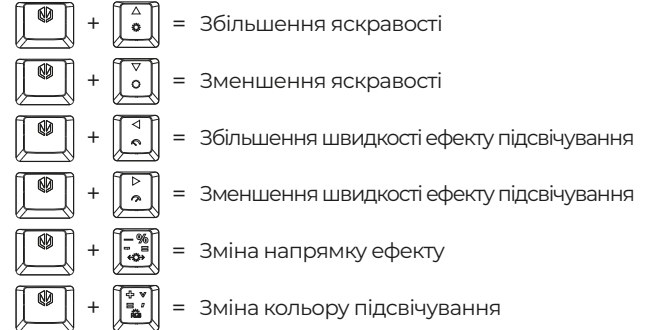 + = Збільшення яскравості
+ = Зменшення яскравості
+ = Збільшення швидкості ефекту підсвічування
+ = Зменшення швидкості ефекту підсвічування
+ = Зміна напрямку ефекту
+ = Зміна кольору підсвічування